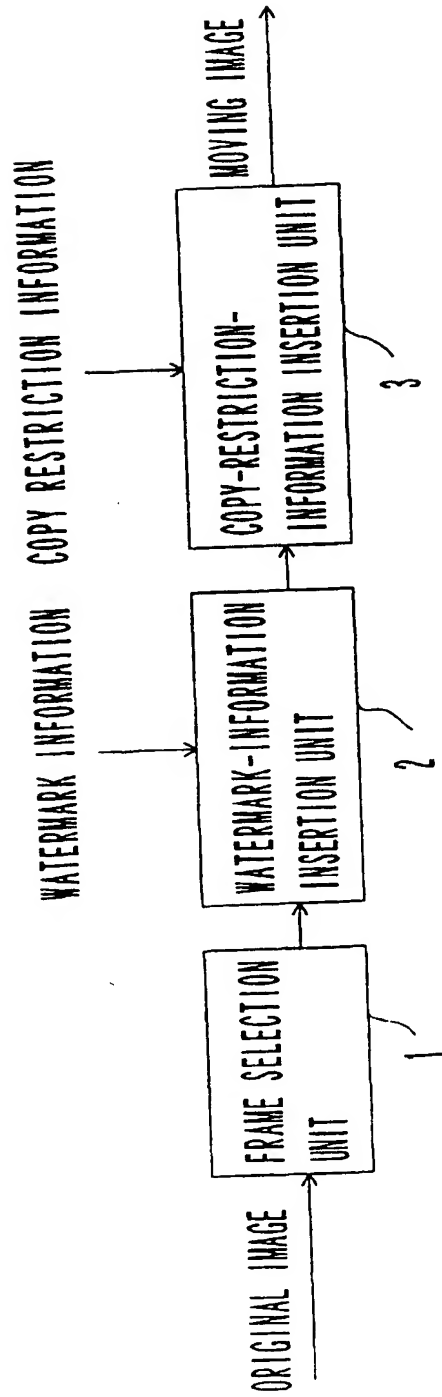 WATERMARK INFORMATION
COPY RESTRICTION INFORMATION
ORIGINAL IMAGE
FRAME SELECTION
UNIT
1
WATERMARK-INFORMATION
INSERTION UNIT
2
COPY-RESTRICTION-
INFORMATION INSERTION UNIT
3
MOVING IMAGE